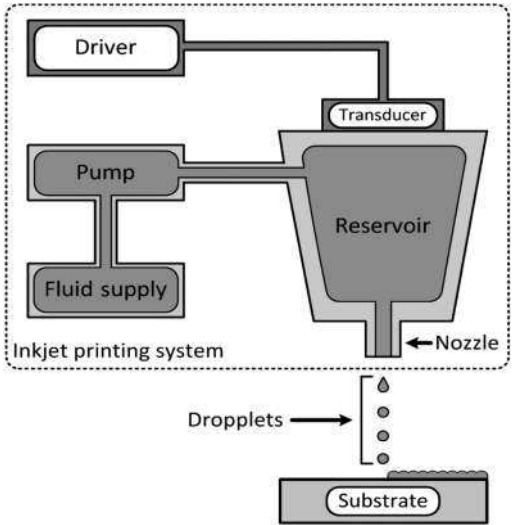 Driver
Transducer
Pump
Reservoir
Fluid supply
Inkjet printing system
Nozzle
Dropplets
Substrate